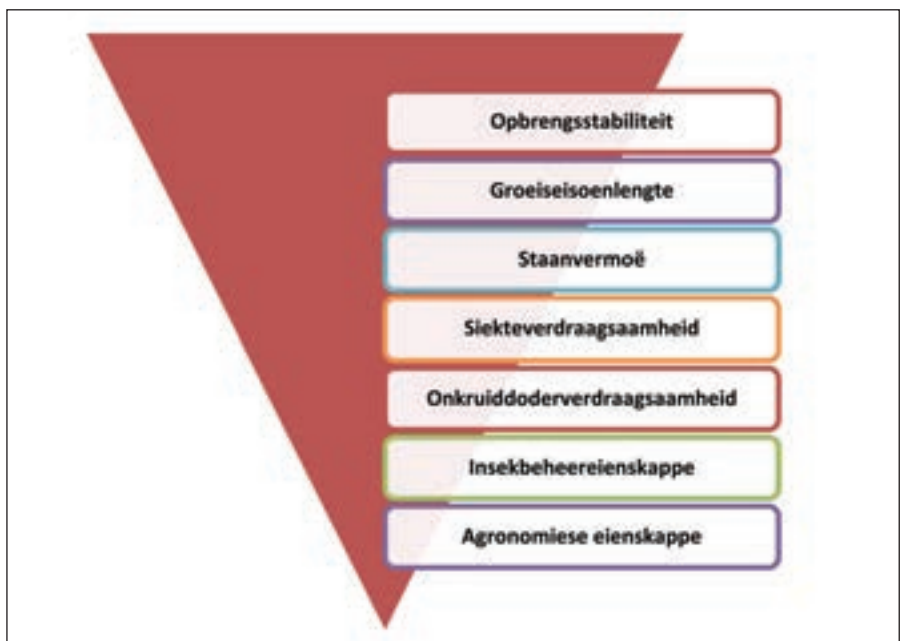 Opbrengsstabiliteit
Groeiseisoenlengte
Staanvermoë
Siekteverdraagsaamheid
Onkruiddoderverdraagsaamheid
Insekbeheereienskappe
Agronomiese eienskappe